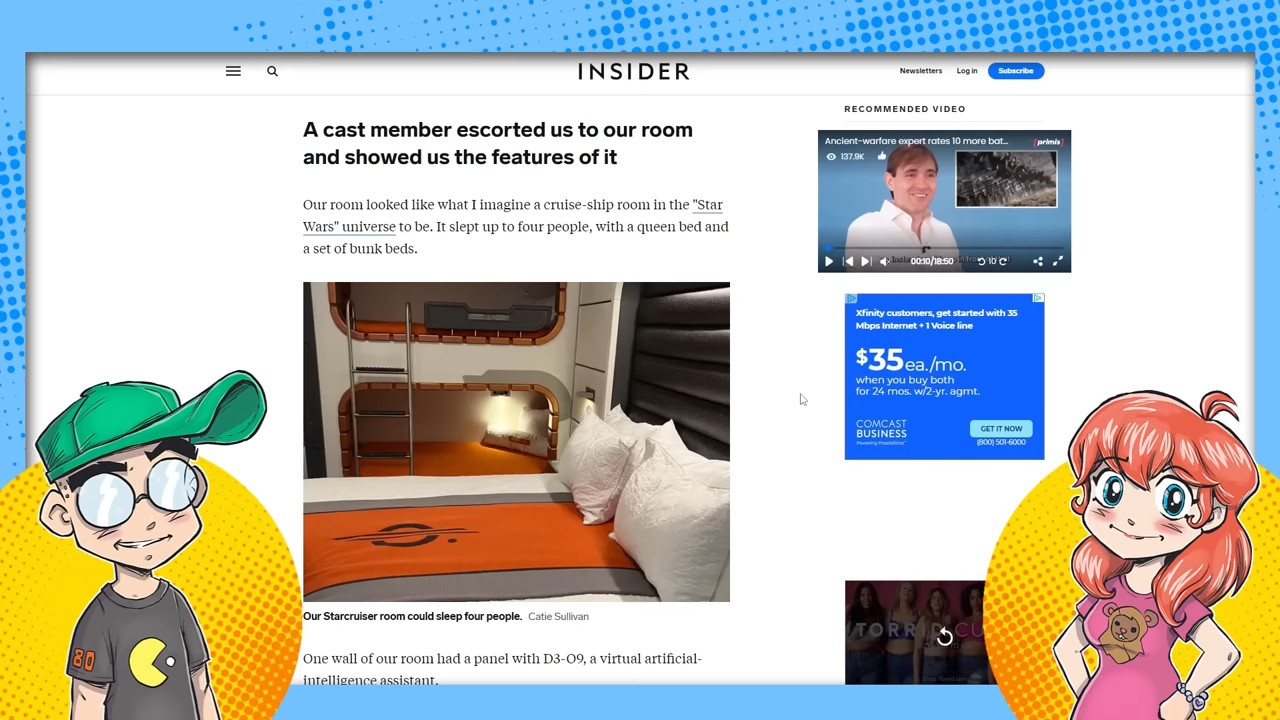 INSIDER
Newsletters
Log in
Subscribe
A cast member escorted us to our room
and showed us the features of it
Our room looked like what I imagine a cruise-ship room in the "Star
Wars" universe to be. It slept up to four people, with a queen bed and
a set of bunk beds.
Our Starcruiser room could sleep four people. Catie Sullivan
One wall of our room had a panel with D3-O9, a virtual artificial-
intelligence assistant.
RECOMMENDED VIDEO
Ancient-warfare expert rates 10 more bat...
primis
137.9K
00:10/18:50
10
Xfinity customers, get started with 35
Mbps Internet + 1 Voice line
$35ea./mo.
when you buy both
for 24 mos. w/2-yr. agmt.
COMCAST
BUSINESS
Powering Possibilities
GET IT NOW
(800) 501-6000
TORRID
80